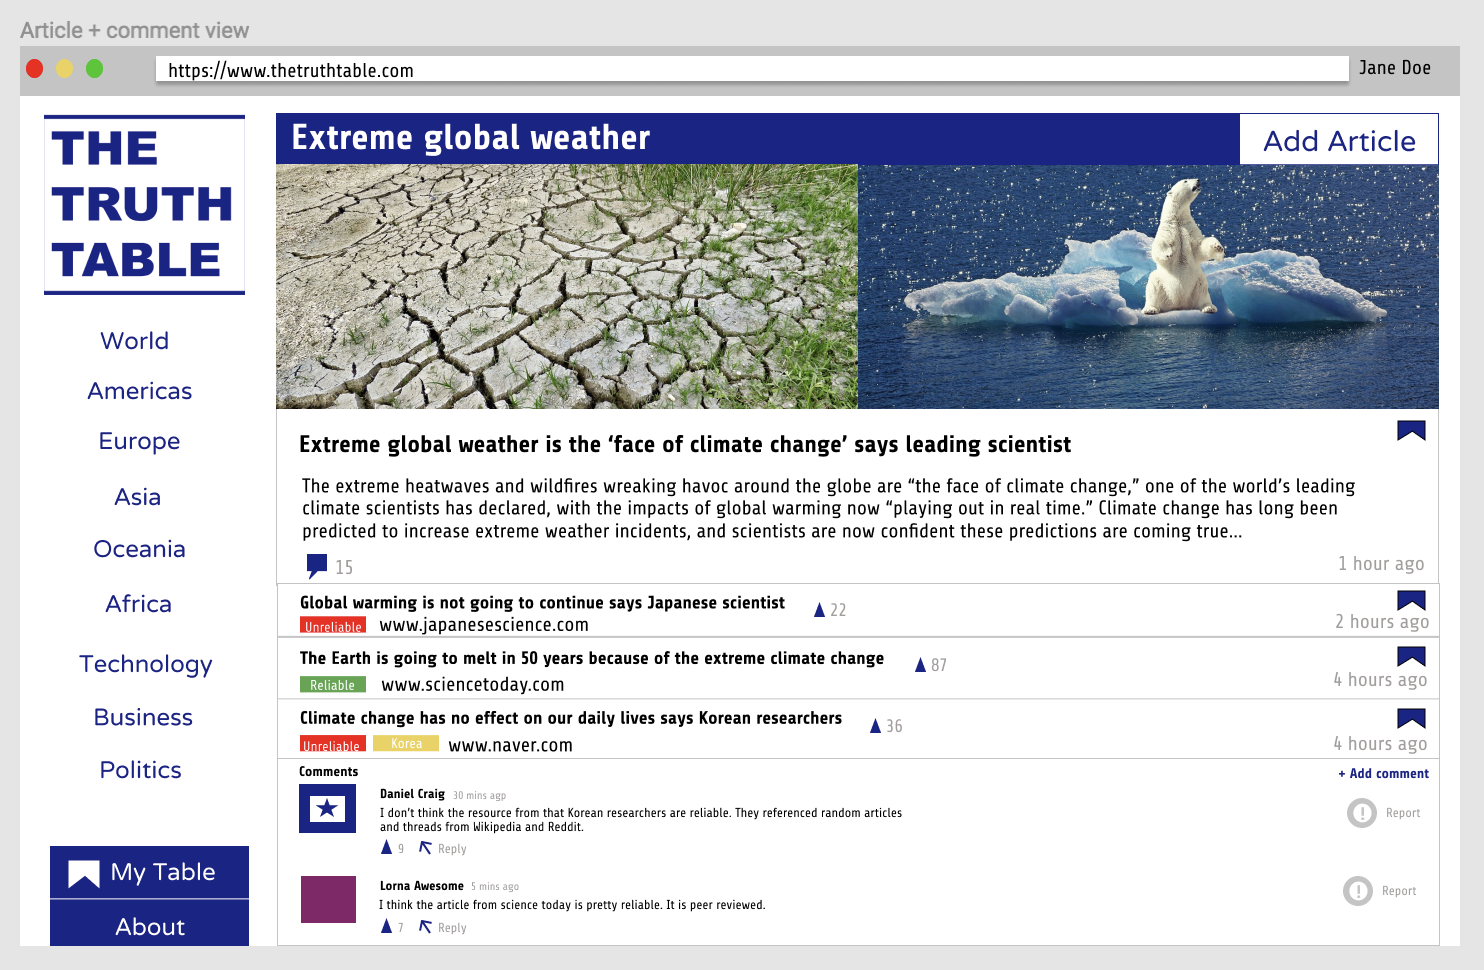 Article + comment view
https://www.thetruthtable.com
Jane Doe
THE
TRUTH
TABLE
World
Americas
Europe
Asia
Oceania
Africa
Technology
Business
Politics
My Table
About
Extreme global weather
Add Article
Extreme global weather is the ‘face of climate change’ says leading scientist
The extreme heatwaves and wildfires wreaking havoc around the globe are “the face of climate change,” one of the world’s leading
climate scientists has declared, with the impacts of global warming now “playing out in real time.” Climate change has long been
predicted to increase extreme weather incidents, and scientists are now confident these predictions are coming true...
15
1 hour ago
Global warming is not going to continue says Japanese scientist
22
Unreliable www.japanesescience.com
2 hours ago
The Earth is going to melt in 50 years because of the extreme climate change
87
Reliable www.sciencetoday.com
4 hours ago
Climate change has no effect on our daily lives says Korean researchers
36
Unreliable Korea www.naver.com
4 hours ago
Comments
+ Add comment
Daniel Craig 30 mins agp
I don’t think the resource from that Korean researchers are reliable. They referenced random articles
and threads from Wikipedia and Reddit.
9 Reply
Report
Lorna Awesome 5 mins ago
I think the article from science today is pretty reliable. It is peer reviewed.
7 Reply
Report